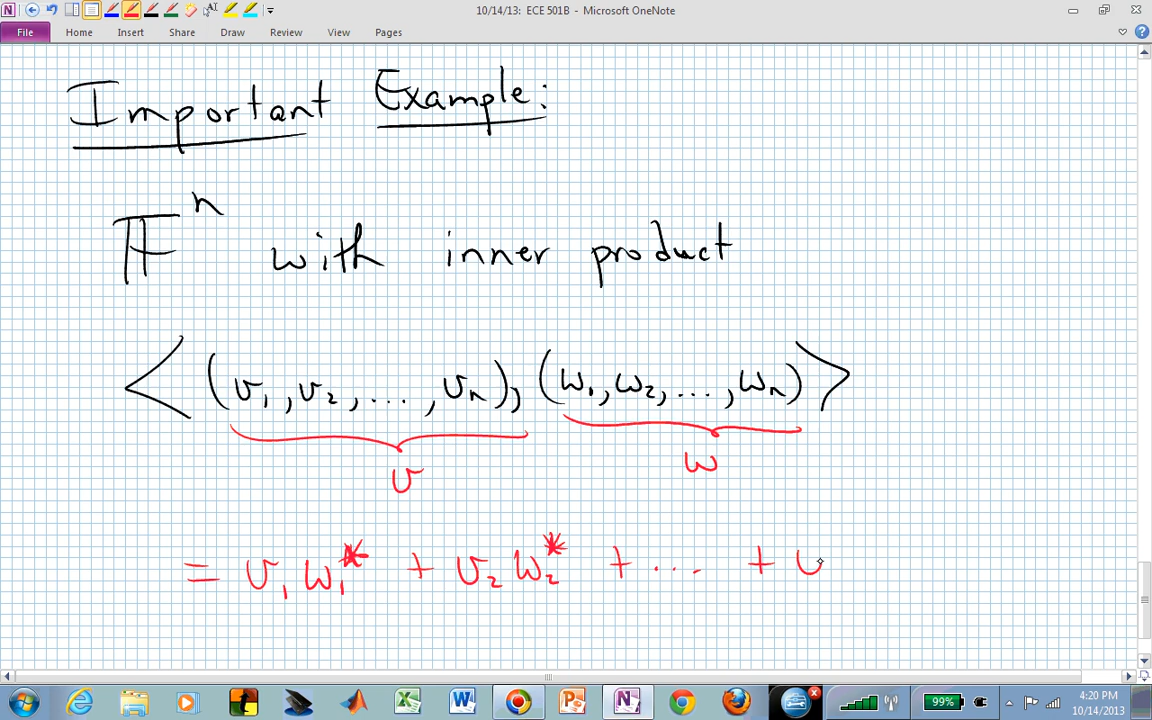 10/14/13: ECE 501B - Microsoft OneNote
File Home Insert Share Draw Review View Pages
Important Example:
𝔽ⁿ with inner product
<(v₁, v₂, ..., vₙ), (w₁, w₂, ..., wₙ)>
v w
= v₁w₁* + v₂w₂* + ... + v
99% 4:20 PM
10/14/2013